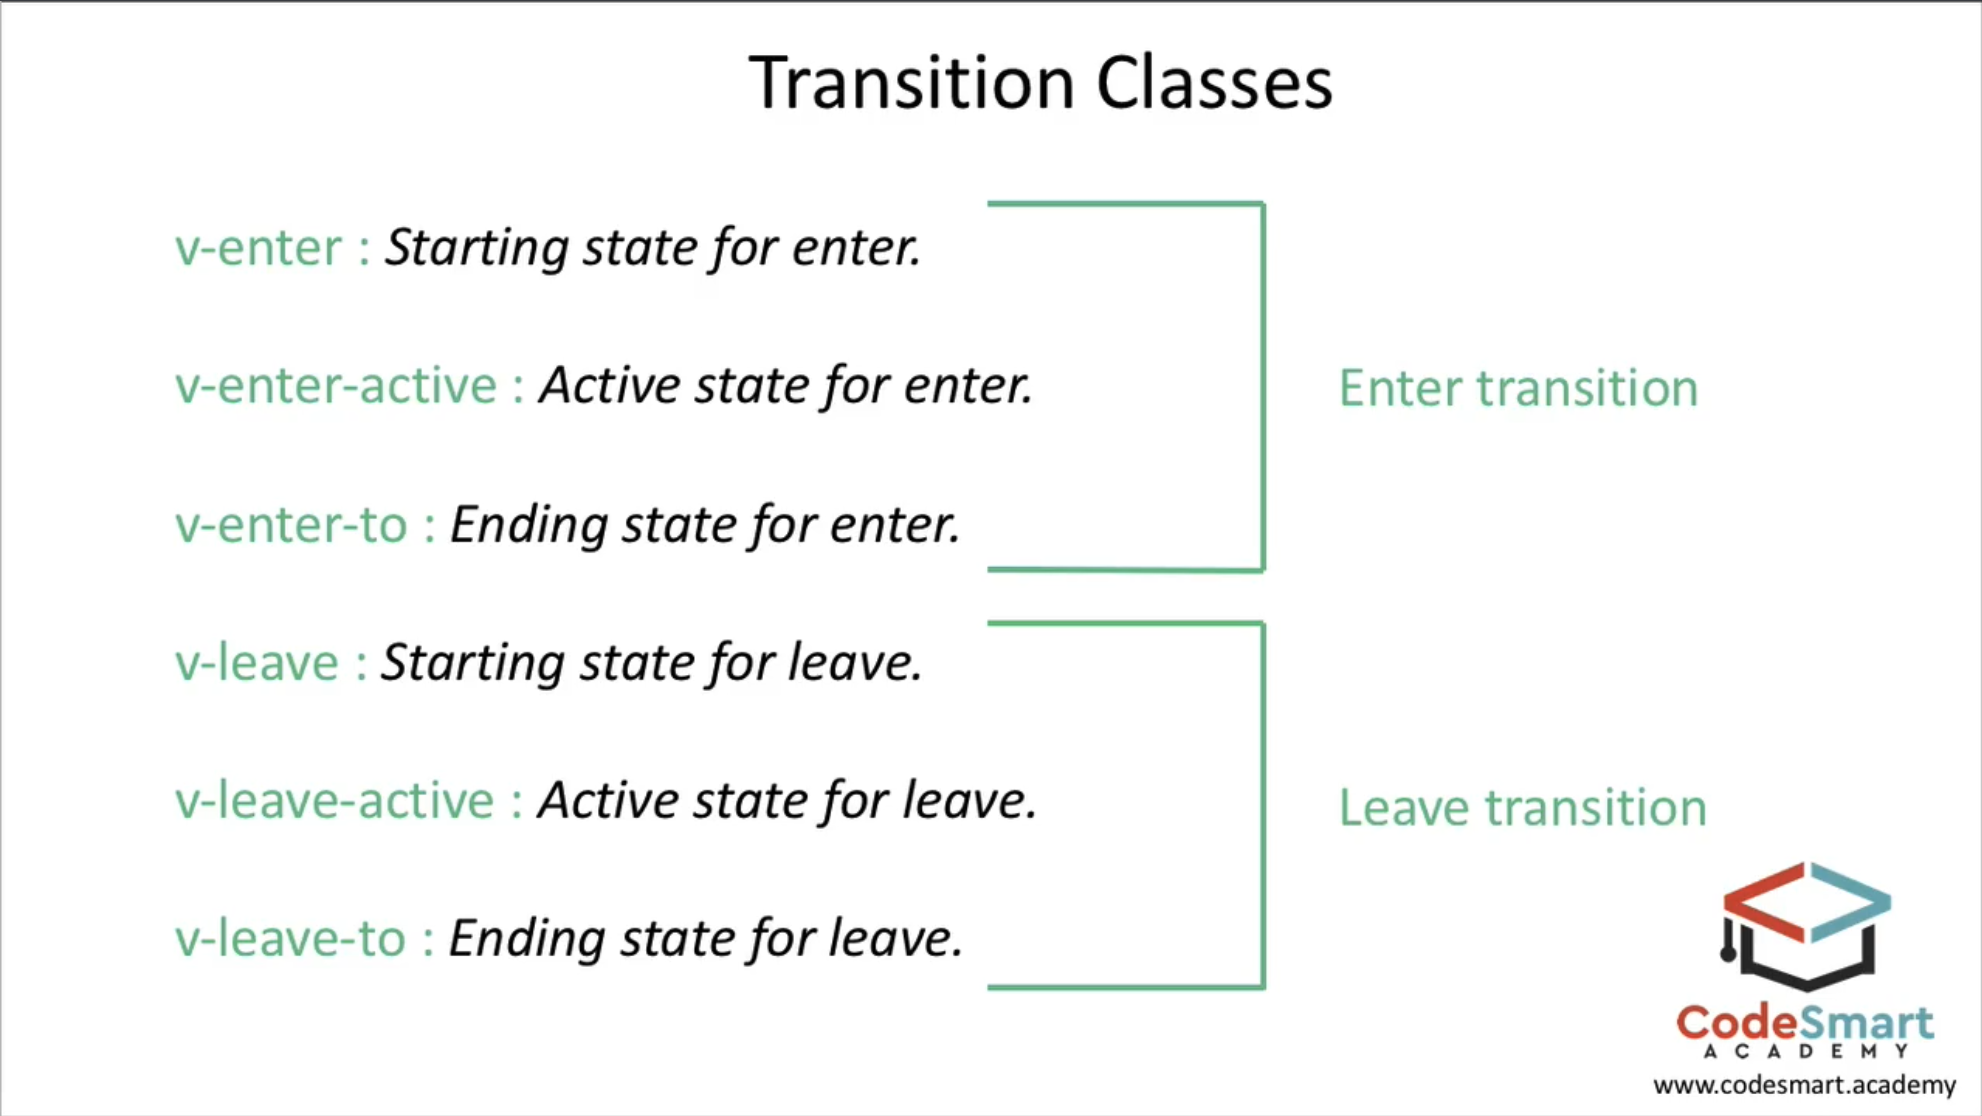 Transition Classes
v-enter : Starting state for enter.
v-enter-active : Active state for enter.
v-enter-to : Ending state for enter.
Enter transition
v-leave : Starting state for leave.
v-leave-active : Active state for leave.
v-leave-to : Ending state for leave.
Leave transition
CodeSmart
ACADEMY
www.codesmart.academy